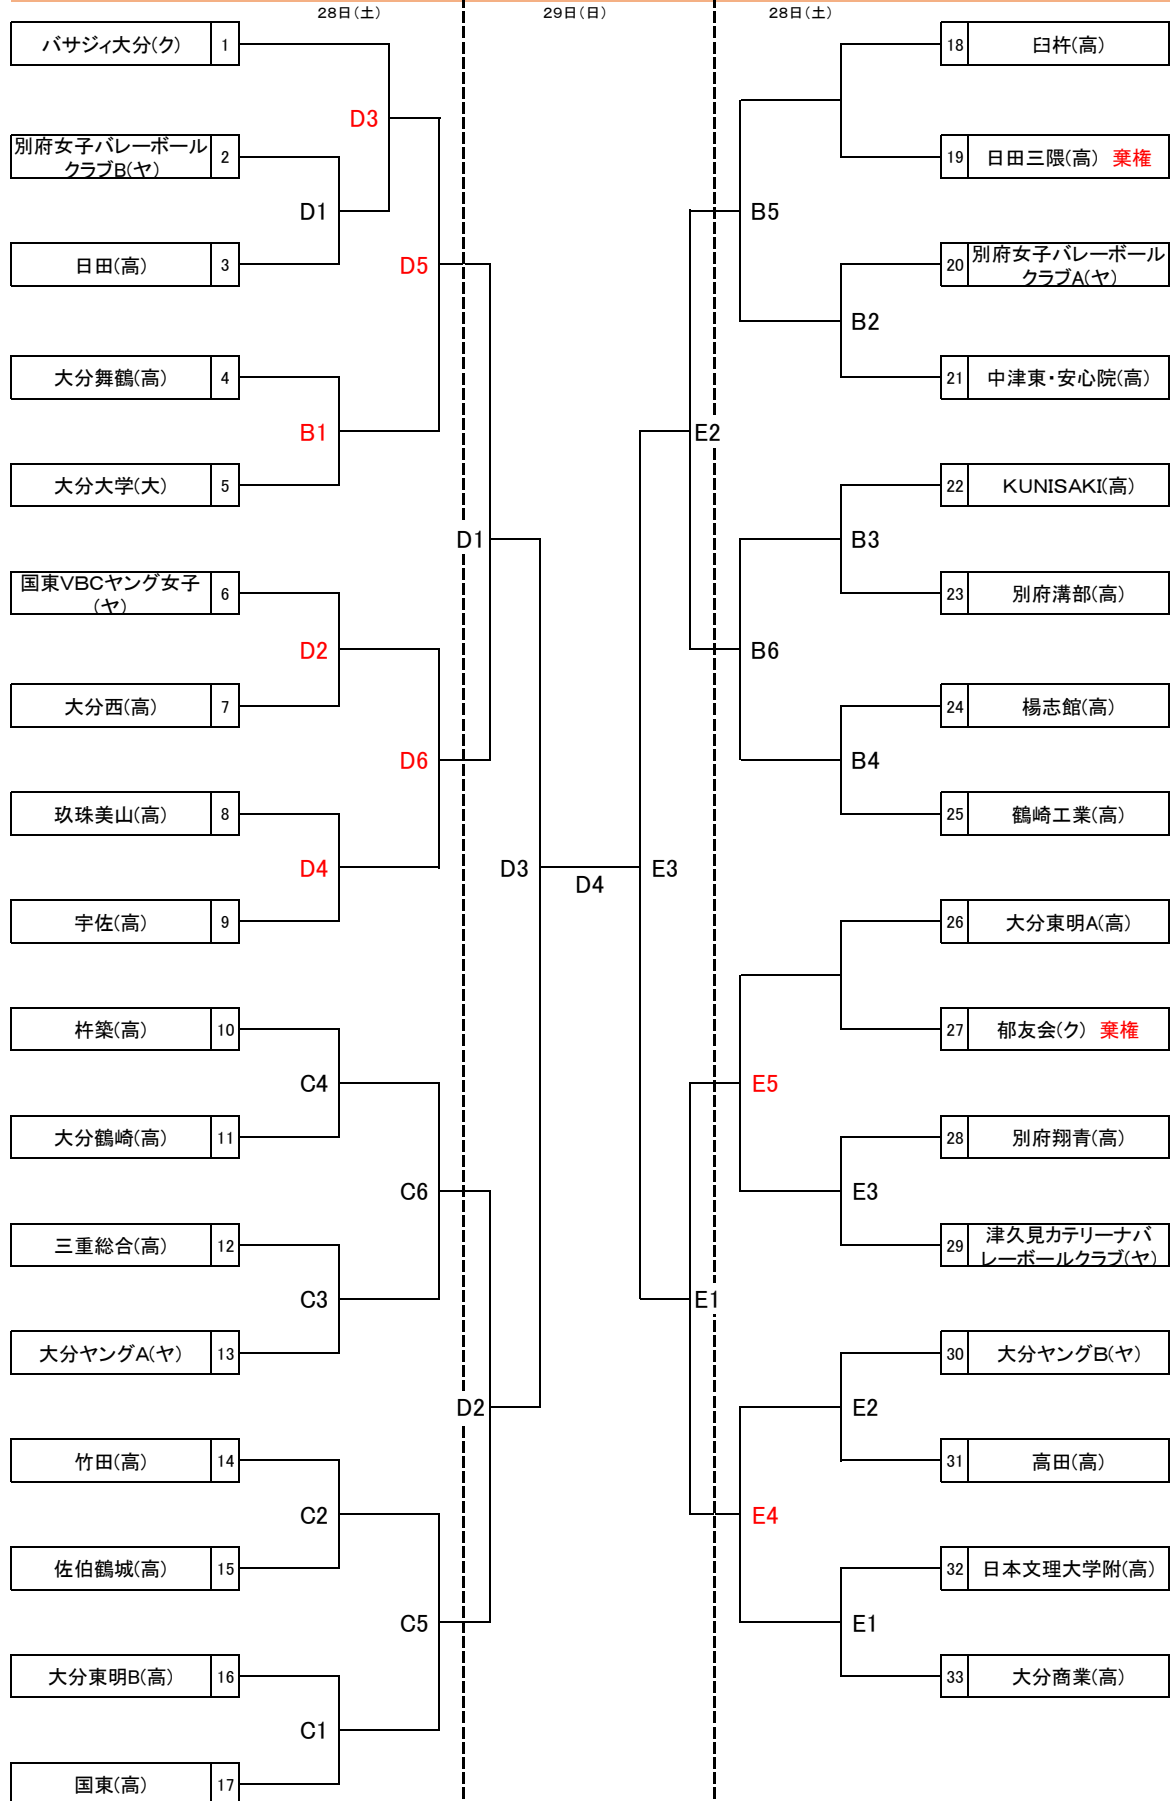 28日(土)
29日(日)
28日(土)
バサジィ大分(ク) 1
D3
別府女子バレーボール
クラブB(ヤ) 2
D1
日田(高) 3
D5
大分舞鶴(高) 4
B1
大分大学(大) 5
D1
国東VBCヤング女子
(ヤ) 6
D2
大分西(高) 7
D6
玖珠美山(高) 8
D4
宇佐(高) 9
D3
D4
杵築(高) 10
C4
大分鶴崎(高) 11
C6
三重総合(高) 12
C3
大分ヤングA(ヤ) 13
D2
竹田(高) 14
C2
佐伯鶴城(高) 15
C5
大分東明B(高) 16
C1
国東(高) 17
18 臼杵(高)
19 日田三隈(高) 棄権
B5
20 別府女子バレーボール
クラブA(ヤ)
B2
21 中津東・安心院(高)
E2
22 KUNISAKI(高)
B3
23 別府溝部(高)
B6
24 楊志館(高)
B4
25 鶴崎工業(高)
E3
26 大分東明A(高)
27 郁友会(ク) 棄権
E5
28 別府翔青(高)
E3
29 津久見カテリーナバ
レーボールクラブ(ヤ)
E1
30 大分ヤングB(ヤ)
E2
31 高田(高)
E4
32 日本文理大学附(高)
E1
33 大分商業(高)